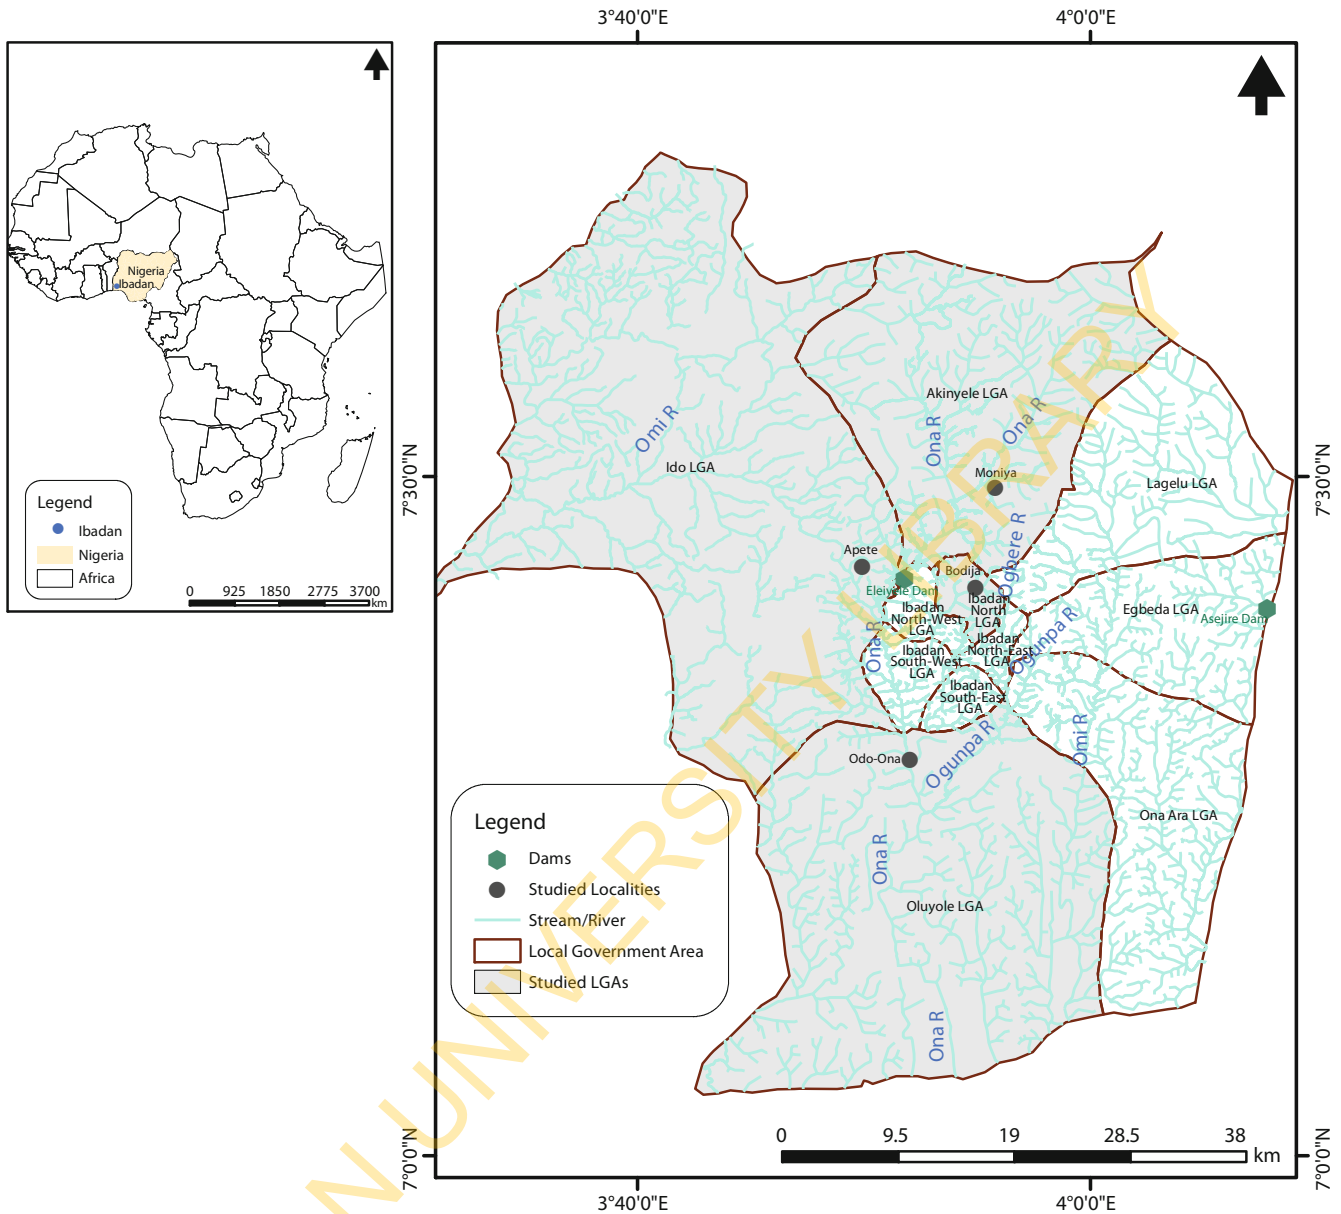 3°40'0"E
4°0'0"E
Nigeria
Ibadan
Legend
Ibadan
Nigeria
Africa
0 925 1850 2775 3700
km
7°30'0"N
7°30'0"N
Akinyele LGA
Omi R
Ona R
Ona R
Ido LGA
Moniya
Lagelu LGA
Ogbere R
Apete
Bodija
Eleiyele Dam
Ibadan
North
LGA
Ibadan
North-West
LGA
Egbeda LGA
Asejire Dam
Ona R
Ogunpa R
Ibadan
North-East
LGA
Ibadan
South-West
LGA
Ibadan
South-East
LGA
Omi R
Ogunpa R
Odo-Ona
Ona Ara LGA
Ona R
Oluyole LGA
Ona R
Legend
Dams
Studied Localities
Stream/River
Local Government Area
Studied LGAs
0 9.5 19 28.5 38
km
7°0'0"N
7°0'0"N
3°40'0"E
4°0'0"E
N UNIVERSITY LIBRARY